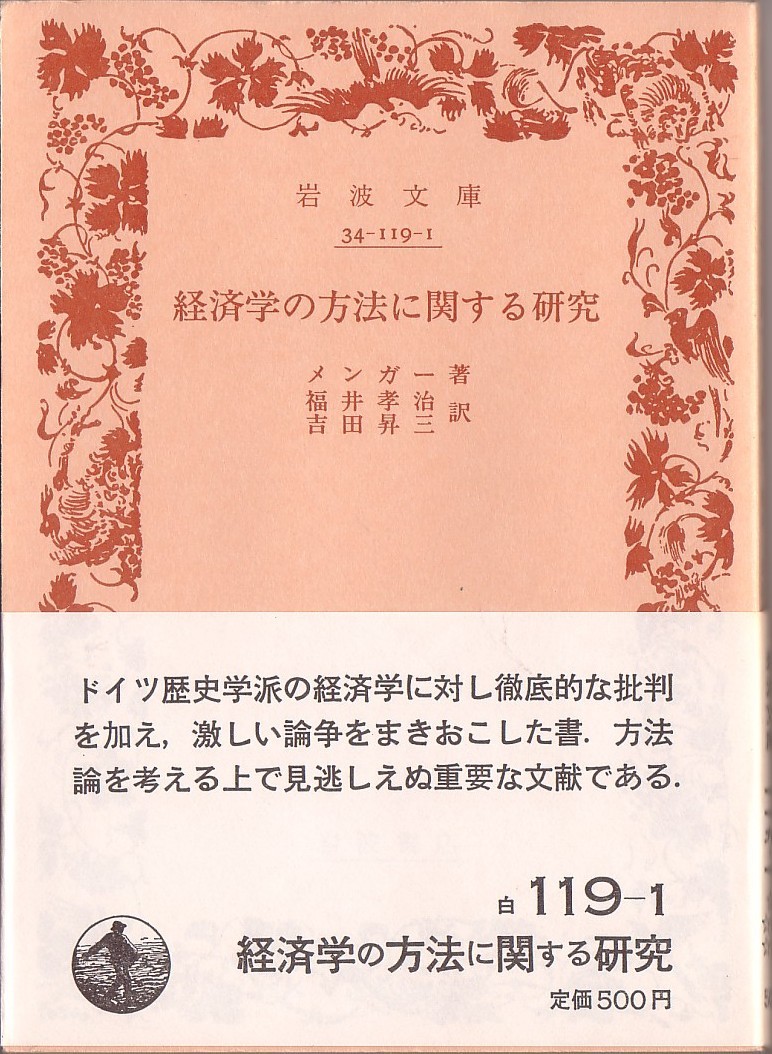 岩波文庫
34-119-1
経済学の方法に関する研究
メンガー著
福井孝治
吉田昇三訳
ドイツ歴史学派の経済学に対し徹底的な批判
を加え，激しい論争をまきおこした書．方法
論を考える上で見逃しえぬ重要な文献である．
白 119-1
経済学の方法に関する研究
定価500円